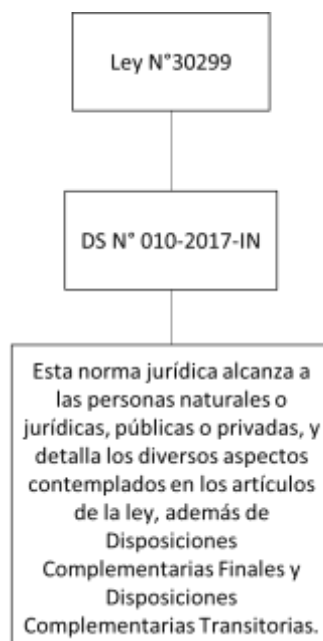 Ley N°30299
DS N° 010-2017-IN
Esta norma jurídica alcanza a
las personas naturales o
jurídicas, públicas o privadas, y
detalla los diversos aspectos
contemplados en los artículos
de la ley, además de
Disposiciones
Complementarias Finales y
Disposiciones
Complementarias Transitorias.